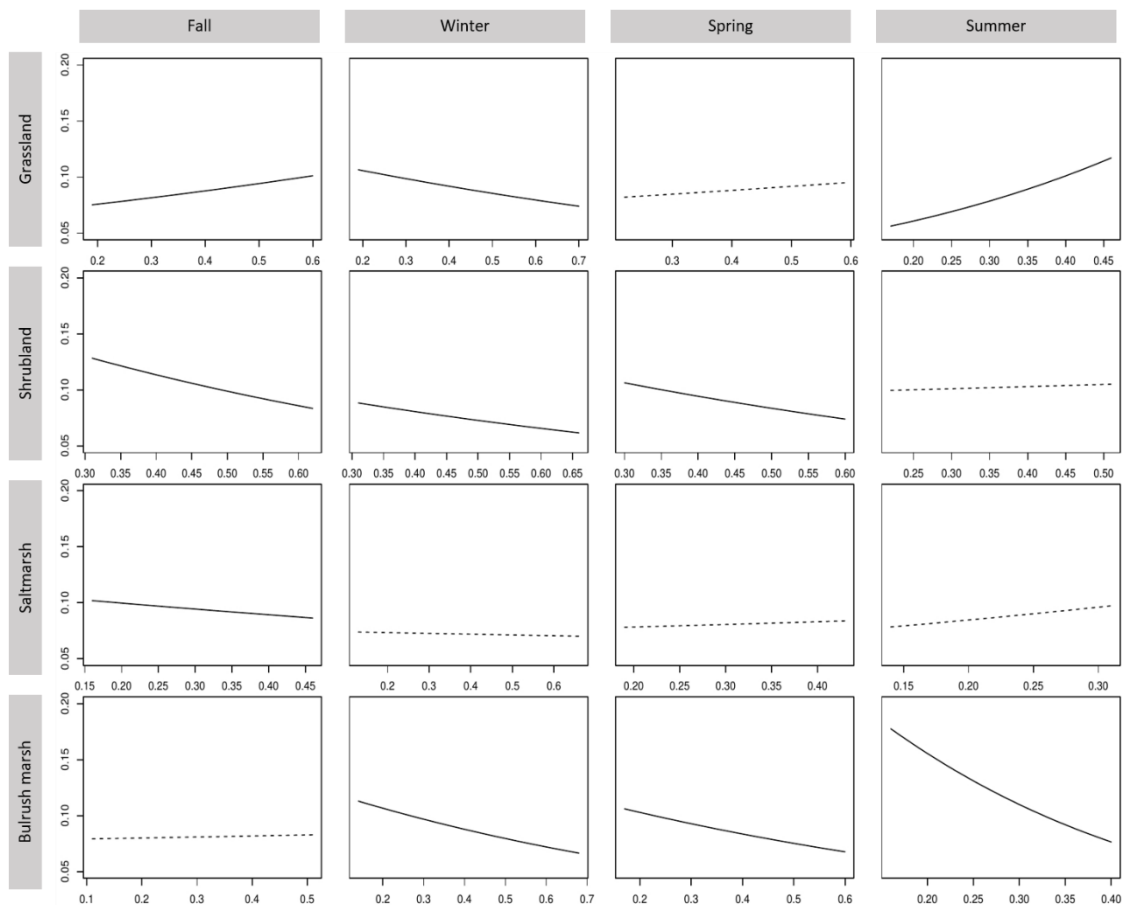 Fall Winter Spring Summer
Grassland
0.20
0.15
0.10
0.05
0.2 0.3 0.4 0.5 0.6
0.2 0.3 0.4 0.5 0.6 0.7
0.3 0.4 0.5 0.6
0.20 0.25 0.30 0.35 0.40 0.45
Shrubland
0.20
0.15
0.10
0.05
0.30 0.35 0.40 0.45 0.50 0.55 0.60
0.30 0.35 0.40 0.45 0.50 0.55 0.60 0.65
0.30 0.35 0.40 0.45 0.50 0.55 0.60
0.25 0.30 0.35 0.40 0.45 0.50
Saltmarsh
0.20
0.15
0.10
0.05
0.15 0.20 0.25 0.30 0.35 0.40 0.45
0.2 0.3 0.4 0.5 0.6
0.20 0.25 0.30 0.35 0.40
0.15 0.20 0.25 0.30
Bulrush marsh
0.20
0.15
0.10
0.05
0.1 0.2 0.3 0.4 0.5
0.2 0.3 0.4 0.5 0.6 0.7
0.2 0.3 0.4 0.5 0.6
0.20 0.25 0.30 0.35 0.40